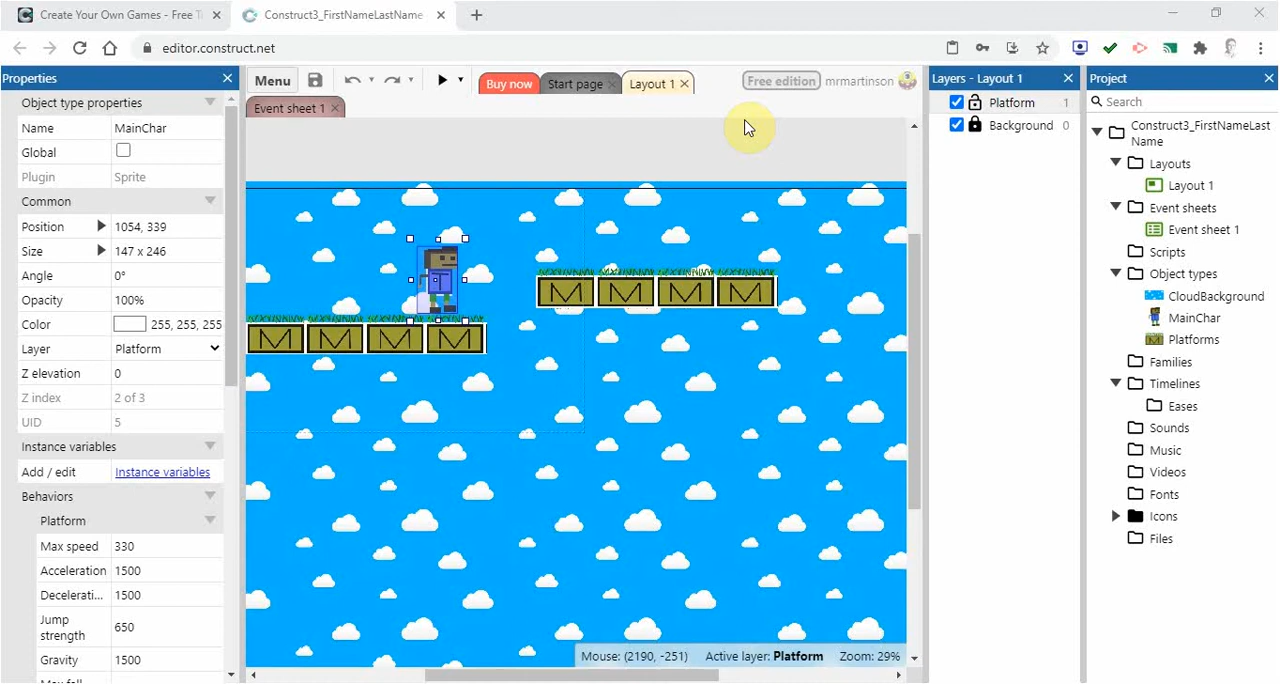 Create Your Own Games - Free T
Construct3_FirstNameLastName
editor.construct.net
Properties
Menu
Buy now
Start page
Layout 1
Free edition
mrmartinson
Layers - Layout 1
Project
Object type properties
Event sheet 1
Platform 1
Search
Name MainChar
Background 0
Construct3_FirstNameLast
Name
Global
Plugin Sprite
Layouts
Common
Layout 1
Position 1054, 339
Event sheets
Size 147 x 246
Event sheet 1
Angle 0°
Scripts
Opacity 100%
Object types
Color 255, 255, 255
CloudBackground
Layer Platform
MainChar
Z elevation 0
Platforms
Z index 2 of 3
Families
UID 5
Timelines
Instance variables
Eases
Add / edit Instance variables
Sounds
Behaviors
Music
Platform
Videos
Max speed 330
Fonts
Acceleration 1500
Icons
Decelerati... 1500
Files
Jump
strength 650
Gravity 1500
M M M M
M M M M
Mouse: (2190, -251) Active layer: Platform Zoom: 29%